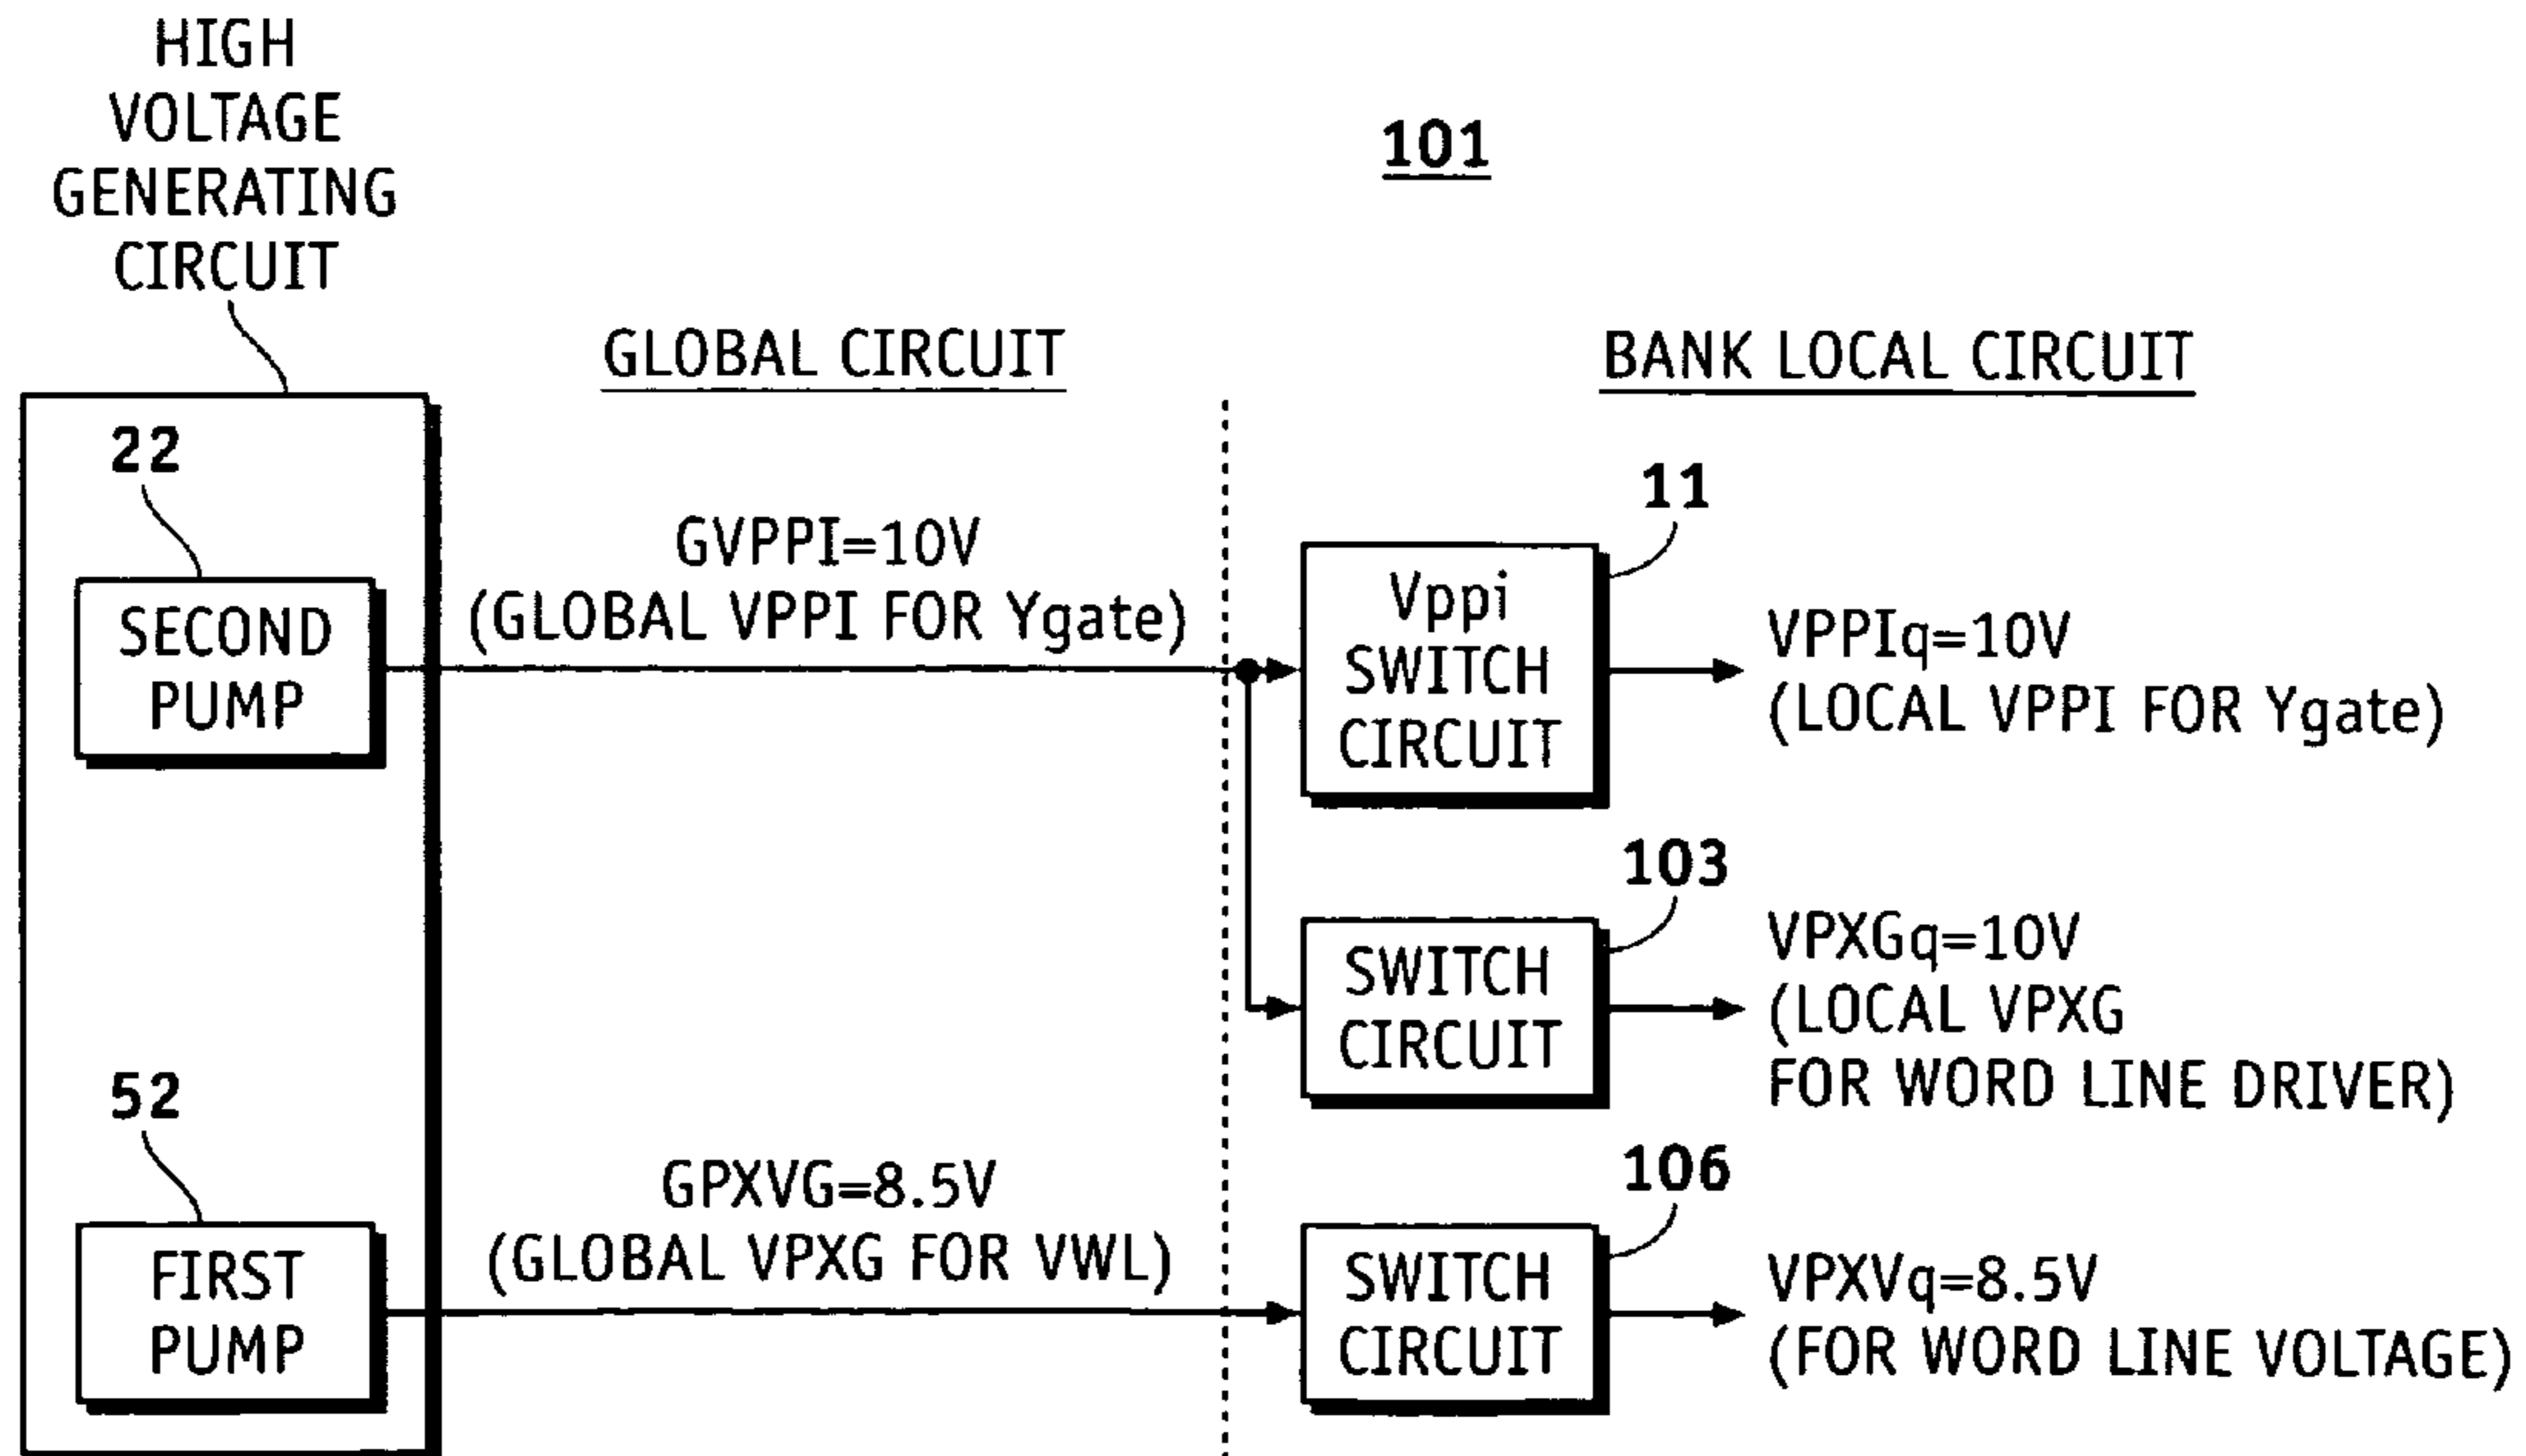 HIGH
VOLTAGE
GENERATING
CIRCUIT
101
GLOBAL CIRCUIT
BANK LOCAL CIRCUIT
22
SECOND
PUMP
GVPPI=10V
(GLOBAL VPPI FOR Ygate)
11
Vppi
SWITCH
CIRCUIT
VPPIq=10V
(LOCAL VPPI FOR Ygate)
103
SWITCH
CIRCUIT
VPXGq=10V
(LOCAL VPXG
FOR WORD LINE DRIVER)
52
FIRST
PUMP
GPXVG=8.5V
(GLOBAL VPXG FOR VWL)
106
SWITCH
CIRCUIT
VPXVq=8.5V
(FOR WORD LINE VOLTAGE)